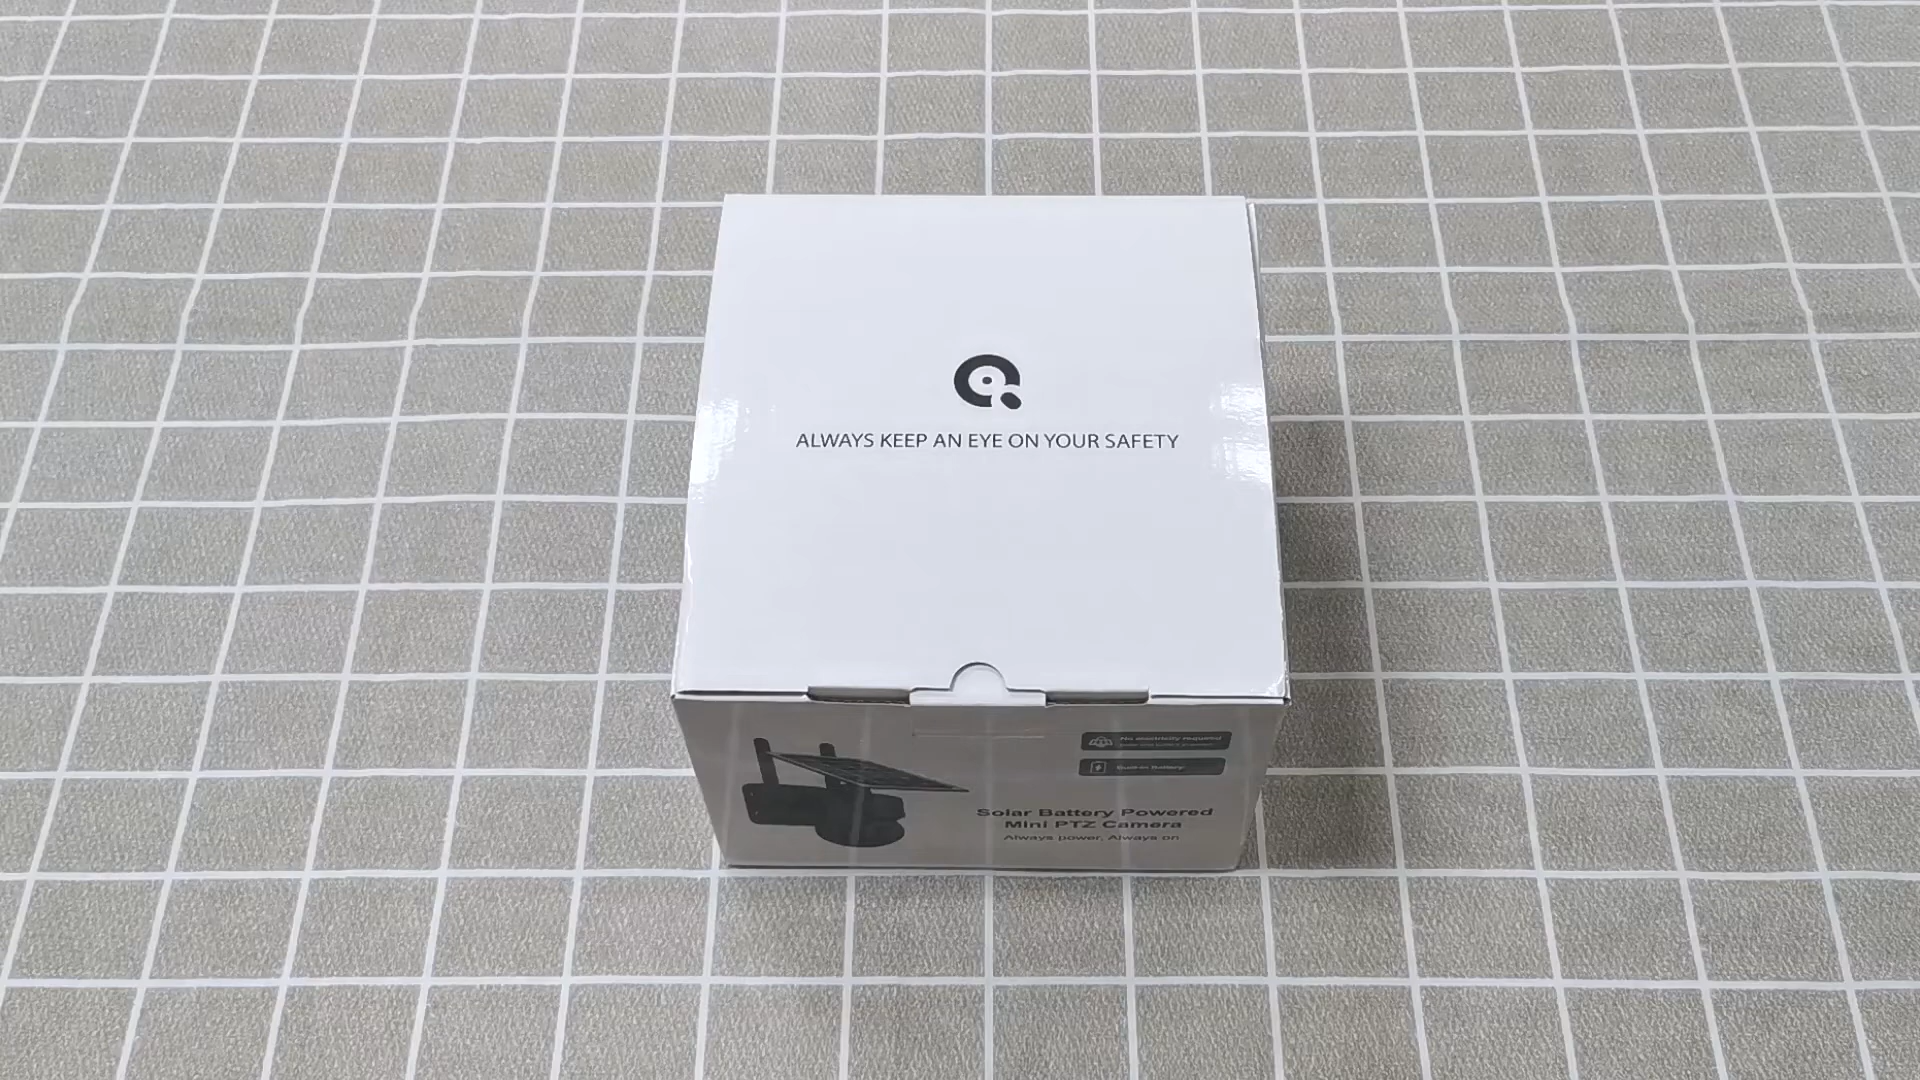 ALWAYS KEEP AN EYE ON YOUR SAFETY
No electricity required
Built-in Battery
Solar Battery Powered
Mini PTZ Camera
Always power, Always on